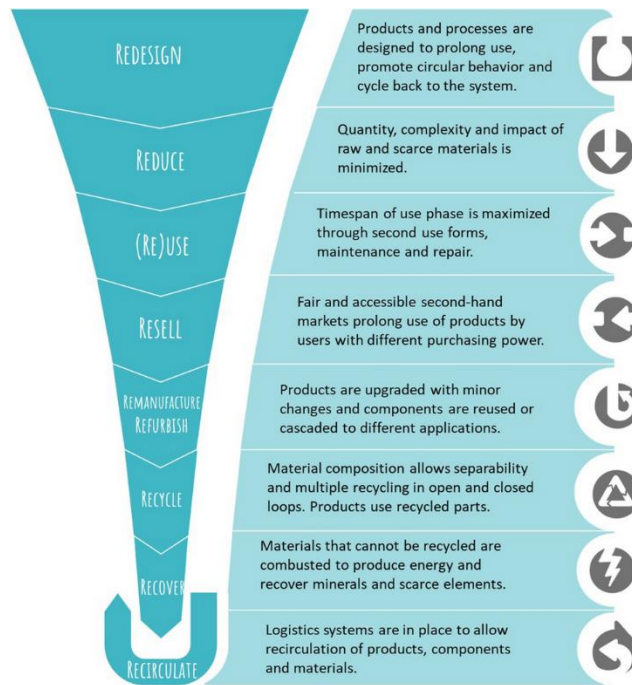 REDESIGN
Products and processes are
designed to prolong use,
promote circular behavior and
cycle back to the system.
REDUCE
Quantity, complexity and impact of
raw and scarce materials is
minimized.
(RE)USE
Timespan of use phase is maximized
through second use forms,
maintenance and repair.
RESELL
Fair and accessible second-hand
markets prolong use of products by
users with different purchasing power.
REMANUFACTURE
REFURBISH
Products are upgraded with minor
changes and components are reused or
cascaded to different applications.
RECYCLE
Material composition allows separability
and multiple recycling in open and closed
loops. Products use recycled parts.
RECOVER
Materials that cannot be recycled are
combusted to produce energy and
recover minerals and scarce elements.
RECIRCULATE
Logistics systems are in place to allow
recirculation of products, components
and materials.